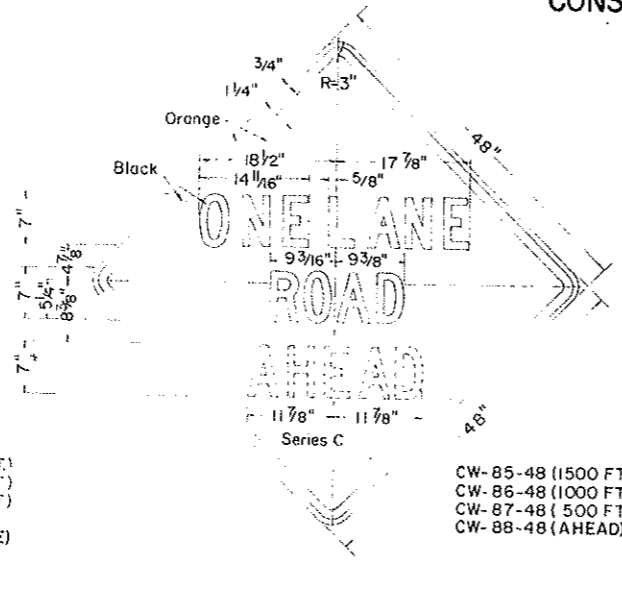 CONS
3/4"
R=3"
1 1/4"
Orange
48"
18 1/2" 17 7/8"
Black
14 11/16" 5/8"
ONE LANE
7"
4 7/8"
9 3/16" 9 3/8"
7"
5 1/4"
8 3/8"
ROAD
7"
AHEAD
11 7/8" 11 7/8"
48"
Series C
CW-85-48 (1500 FT
CW-86-48 (1000 FT
CW-87-48 ( 500 FT
CW-88-48 (AHEAD)